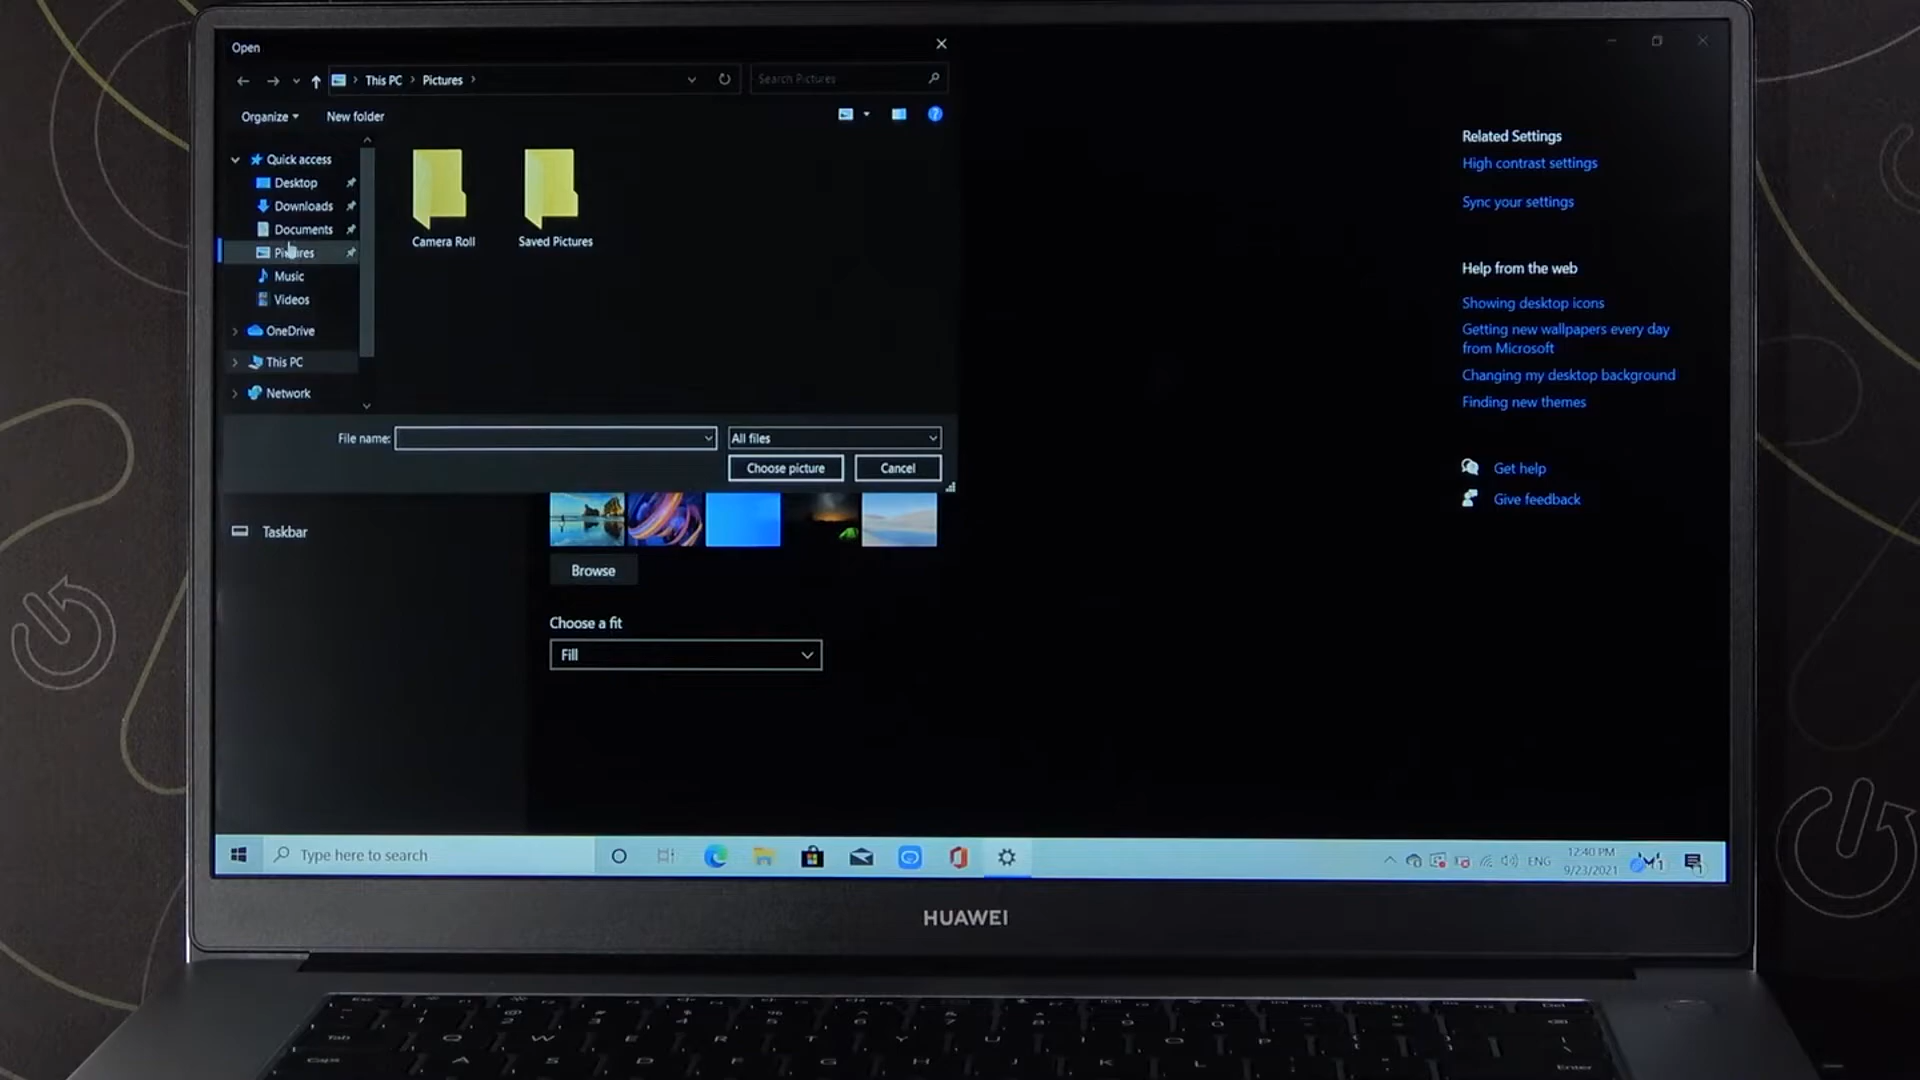 Open
This PC > Pictures >
Search Pictures
Organize
New folder
Quick access
Desktop
Downloads
Documents
Pictures
Music
Videos
OneDrive
This PC
Network
Camera Roll
Saved Pictures
File name:
All files
Choose picture
Cancel
Taskbar
Browse
Choose a fit
Fill
Related Settings
High contrast settings
Sync your settings
Help from the web
Showing desktop icons
Getting new wallpapers every day
from Microsoft
Changing my desktop background
Finding new themes
Get help
Give feedback
Type here to search
ENG
12:40 PM
9/23/2021
HUAWEI
Tab
Q W E R T Y U I O P
Caps
A S D F G H J K L
Enter